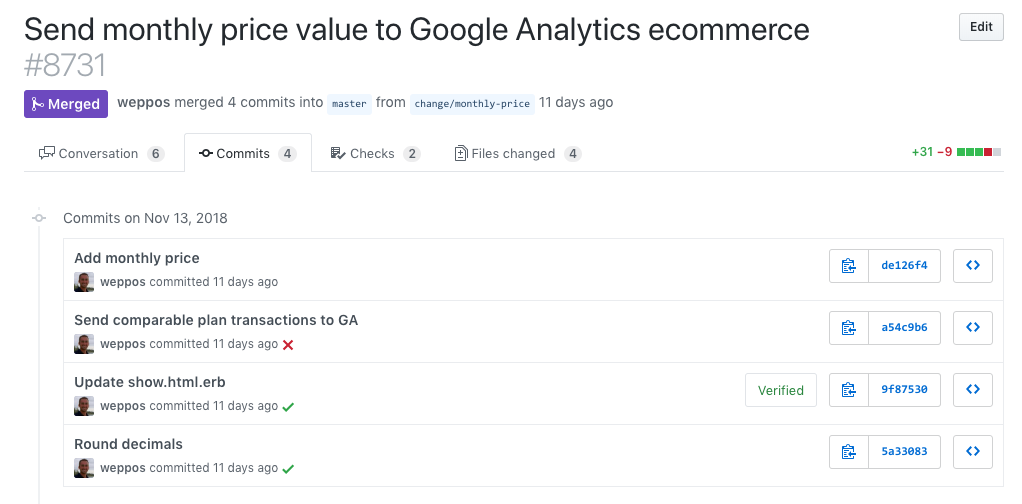 Send monthly price value to Google Analytics ecommerce
Edit
#8731
Merged weppos merged 4 commits into master from change/monthly-price 11 days ago
Conversation 6 Commits 4 Checks 2 Files changed 4 +31 −9
Commits on Nov 13, 2018
Add monthly price
weppos committed 11 days ago
de126f4
Send comparable plan transactions to GA
weppos committed 11 days ago
a54c9b6
Update show.html.erb
weppos committed 11 days ago
Verified 9f87530
Round decimals
weppos committed 11 days ago
5a33083